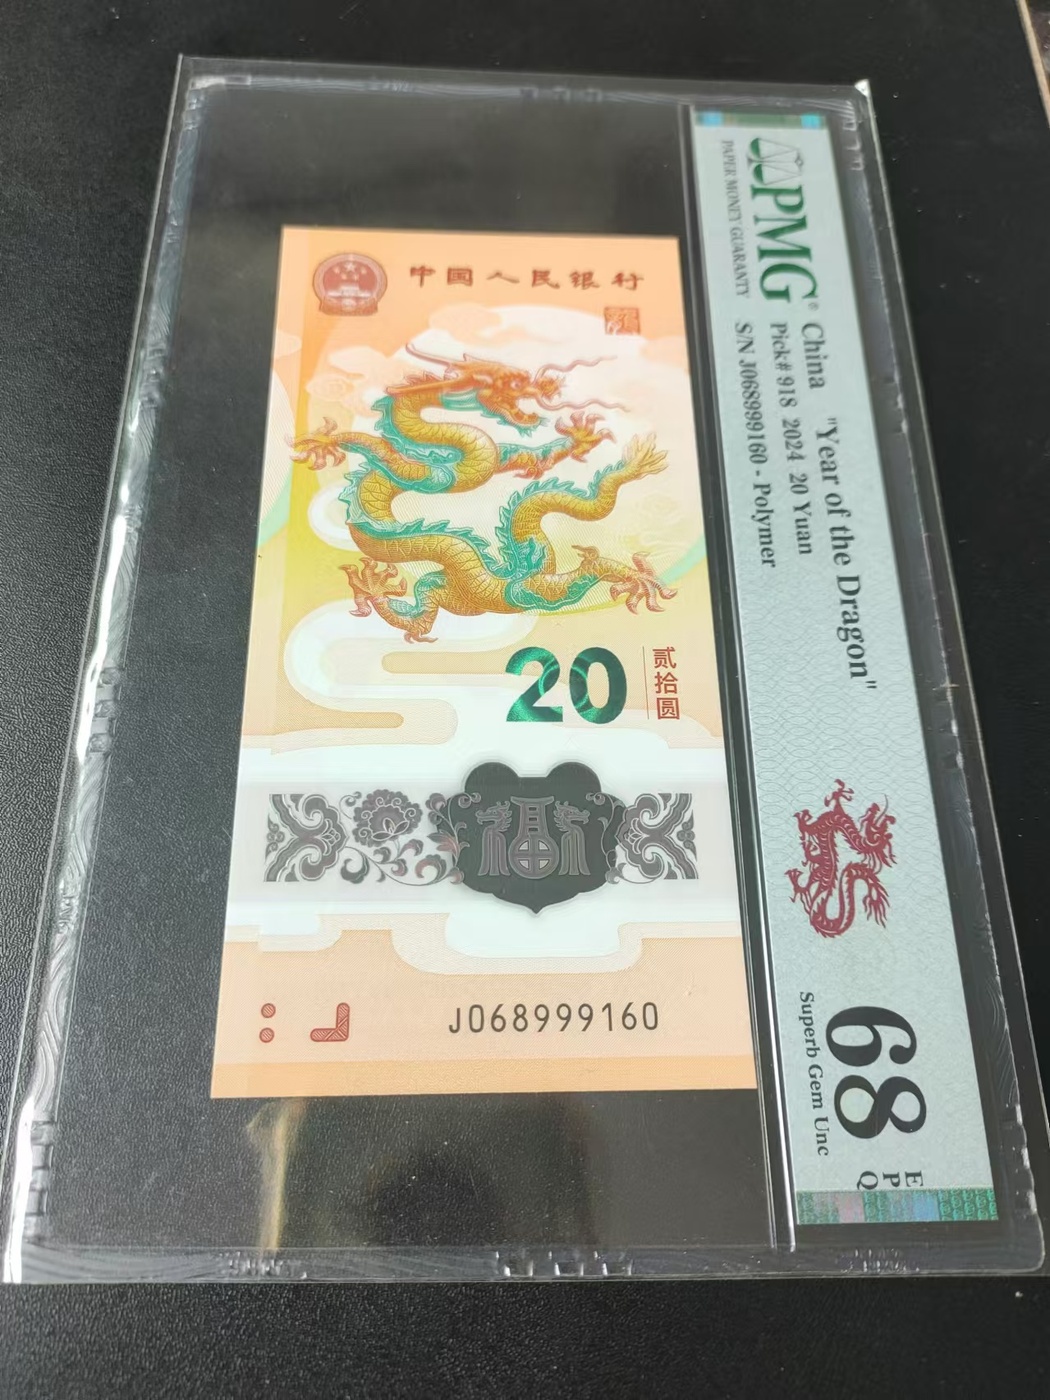 中国人民银行
20
贰拾圆
J068999160
PMG
PAPER MONEY GUARANTY
China "Year of the Dragon"
Pick# 918 2024 20 Yuan
S/N J068999160 - Polymer
68
Superb Gem Unc
E
P
Q